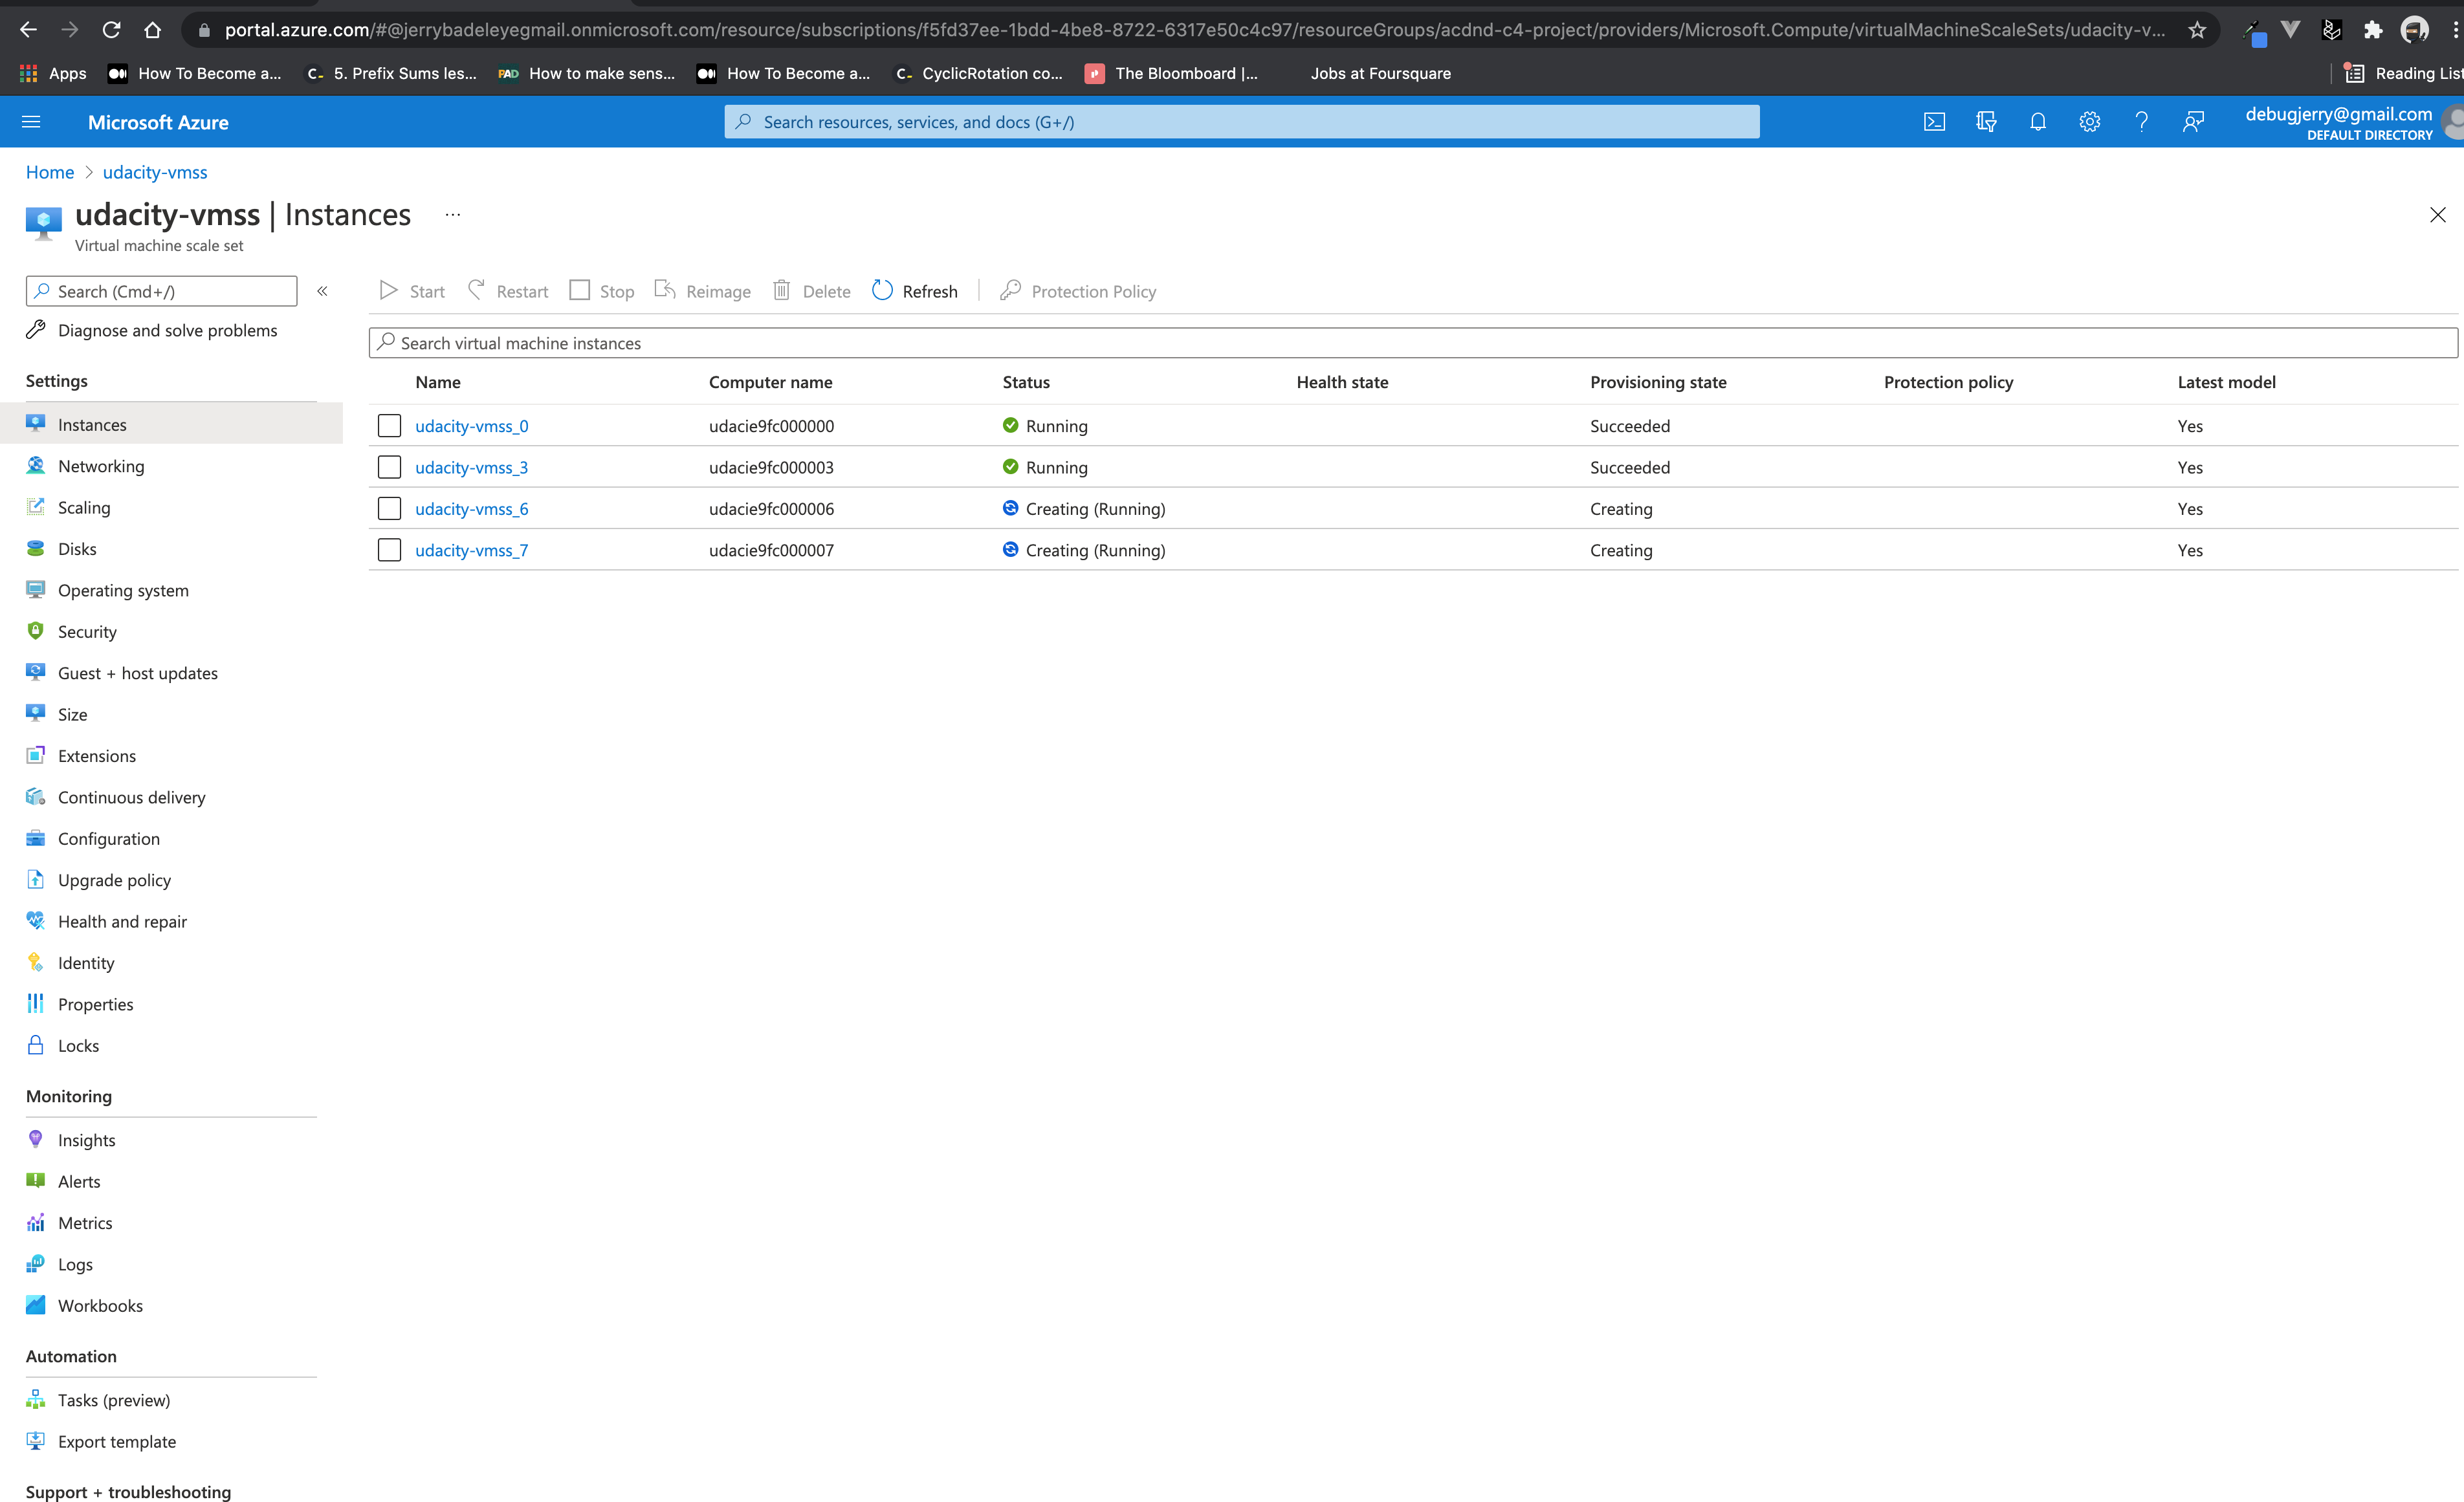 portal.azure.com/#@jerrybadeleyegmail.onmicrosoft.com/resource/subscriptions/f5fd37ee-1bdd-4be8-8722-6317e50c4c97/resourceGroups/acdnd-c4-project/providers/Microsoft.Compute/virtualMachineScaleSets/udacity-v...
Apps How To Become a... C_ 5. Prefix Sums les... PAD How to make sens... How To Become a... C_ CyclicRotation co... The Bloomboard |... Jobs at Foursquare Reading List
Microsoft Azure Search resources, services, and docs (G+/) debugjerry@gmail.com
DEFAULT DIRECTORY
Home > udacity-vmss
udacity-vmss | Instances ...
Virtual machine scale set
Search (Cmd+/) « Start Restart Stop Reimage Delete Refresh Protection Policy
Diagnose and solve problems
Search virtual machine instances
Name Computer name Status Health state Provisioning state Protection policy Latest model
udacity-vmss_0 udacie9fc000000 Running Succeeded Yes
udacity-vmss_3 udacie9fc000003 Running Succeeded Yes
udacity-vmss_6 udacie9fc000006 Creating (Running) Creating Yes
udacity-vmss_7 udacie9fc000007 Creating (Running) Creating Yes
Settings
Instances
Networking
Scaling
Disks
Operating system
Security
Guest + host updates
Size
Extensions
Continuous delivery
Configuration
Upgrade policy
Health and repair
Identity
Properties
Locks
Monitoring
Insights
Alerts
Metrics
Logs
Workbooks
Automation
Tasks (preview)
Export template
Support + troubleshooting